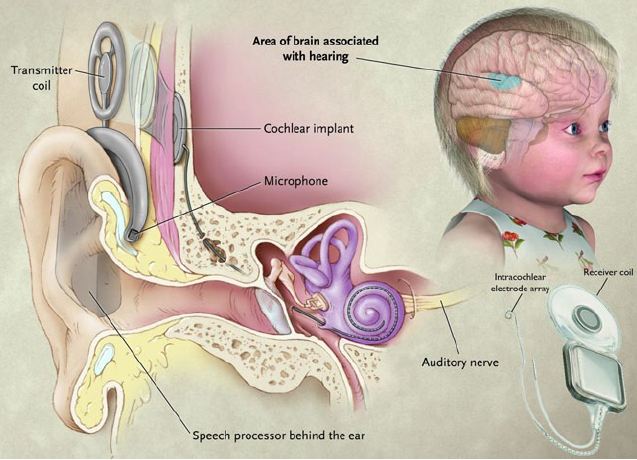 Area of brain associated
with hearing
Transmitter
coil
Cochlear implant
Microphone
Intracochlear
electrode array
Receiver coil
Auditory nerve
Speech processor behind the ear